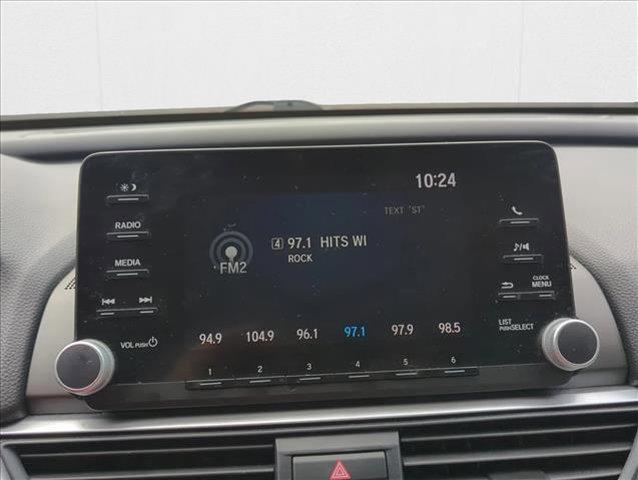 10:24
TEXT "ST"
4 97.1 HITS WI
ROCK
FM2
94.9 104.9 96.1 97.1 97.9 98.5
1 2 3 4 5 6
RADIO
MEDIA
VOL PUSH
CLOCK
MENU
LIST
PUSH SELECT